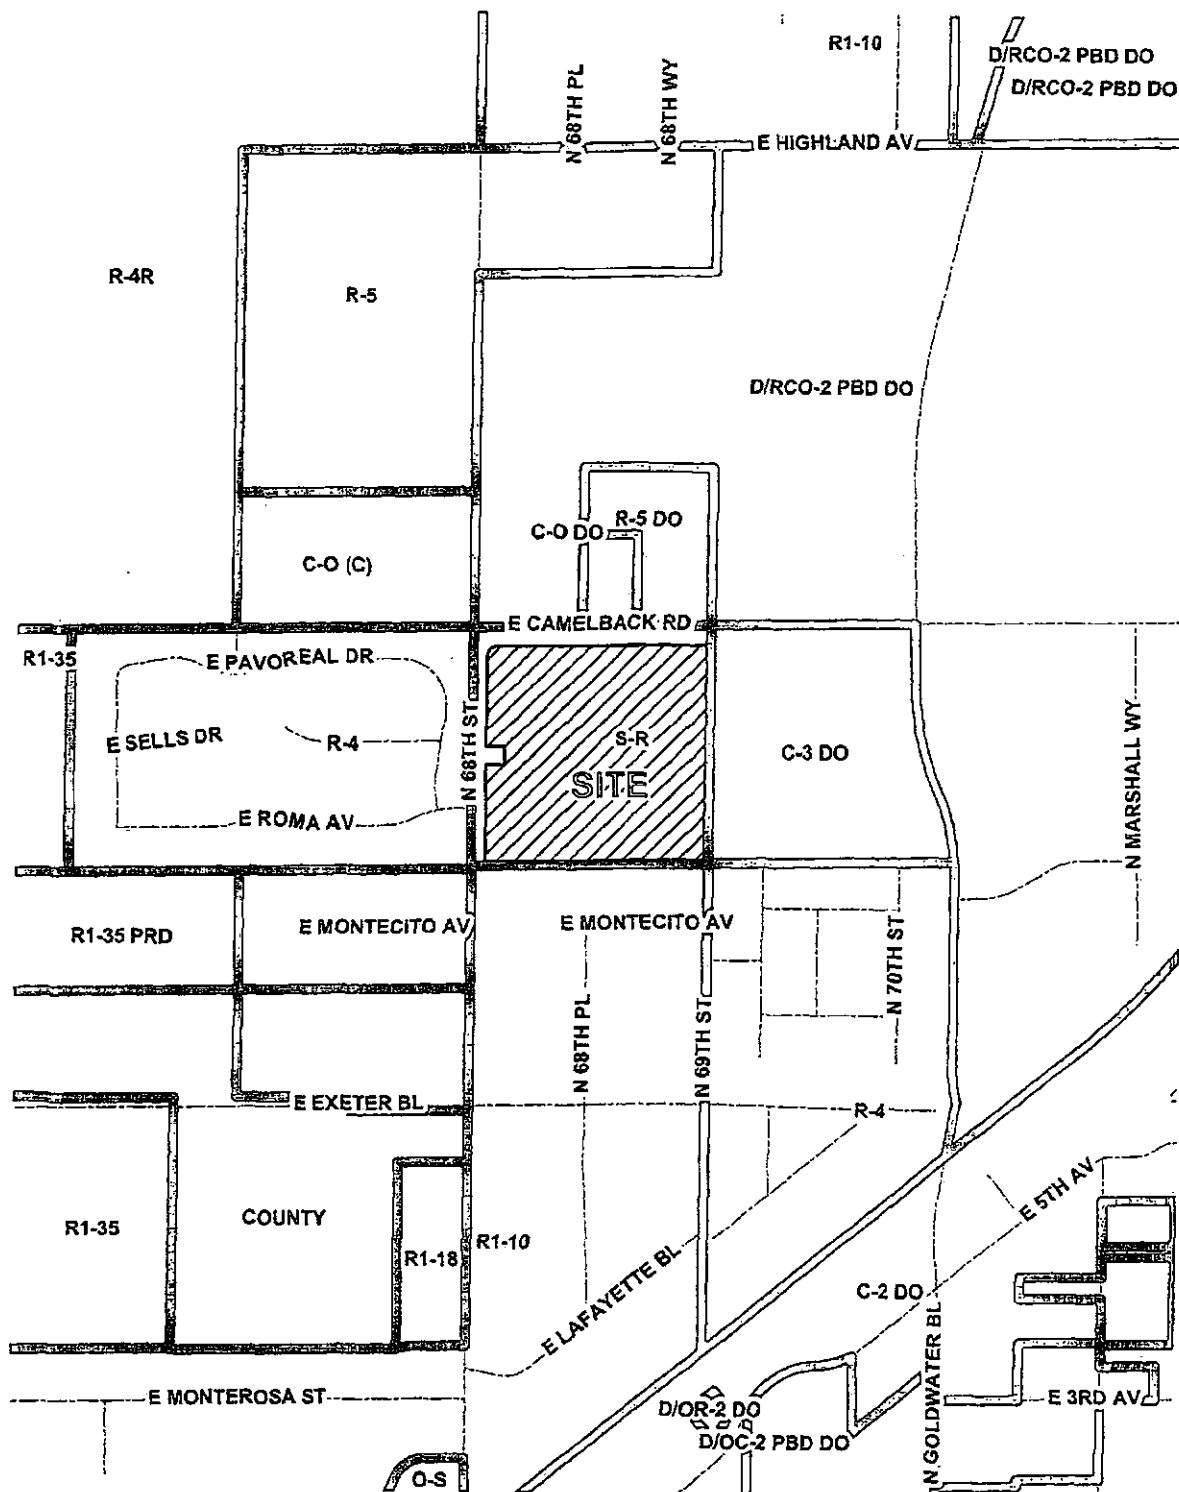 R1-10
D/RCO-2 PBD DO
D/RCO-2 PBD DO
N 68TH PL
N 68TH WY
E HIGHLAND AV
R-4R
R-5
D/RCO-2 PBD DO
R-5 DO
C-O DO
C-O (C)
E CAMELBACK RD
R1-35
E PAVOREAL DR
E SELLS DR
R-4
N 68TH ST
S-R
SITE
C-3 DO
N MARSHALL WY
E ROMA AV
R1-35 PRD
E MONTECITO AV
E MONTECITO AV
N 70TH ST
N 68TH PL
N 69TH ST
E EXETER BL
R-4
R1-35
COUNTY
R1-18
R1-10
E LAFAYETTE BL
E 5TH AV
C-2 DO
N GOLDWATER BL
E MONTEROSA ST
D/OR-2 DO
D/OC-2 PBD DO
E 3RD AV
O-S